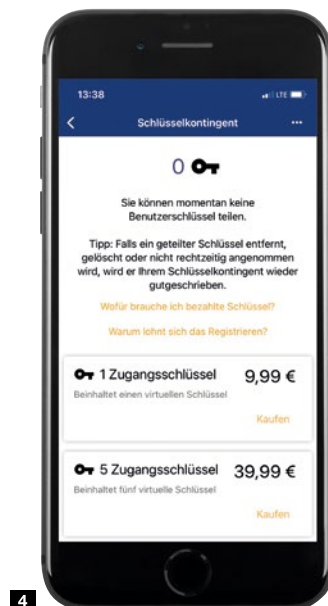 13:38
LTE
Schlüsselkontingent
0
Sie können momentan keine
Benutzerschlüssel teilen.
Tipp: Falls ein geteilter Schlüssel entfernt,
gelöscht oder nicht rechtzeitig angenommen
wird, wird er Ihrem Schlüsselkontingent wieder
gutgeschrieben.
Wofür brauche ich bezahlte Schlüssel?
Warum lohnt sich das Registrieren?
1 Zugangsschlüssel 9,99 €
Beinhaltet einen virtuellen Schlüssel
Kaufen
5 Zugangsschlüssel 39,99 €
Beinhaltet fünf virtuelle Schlüssel
Kaufen
4